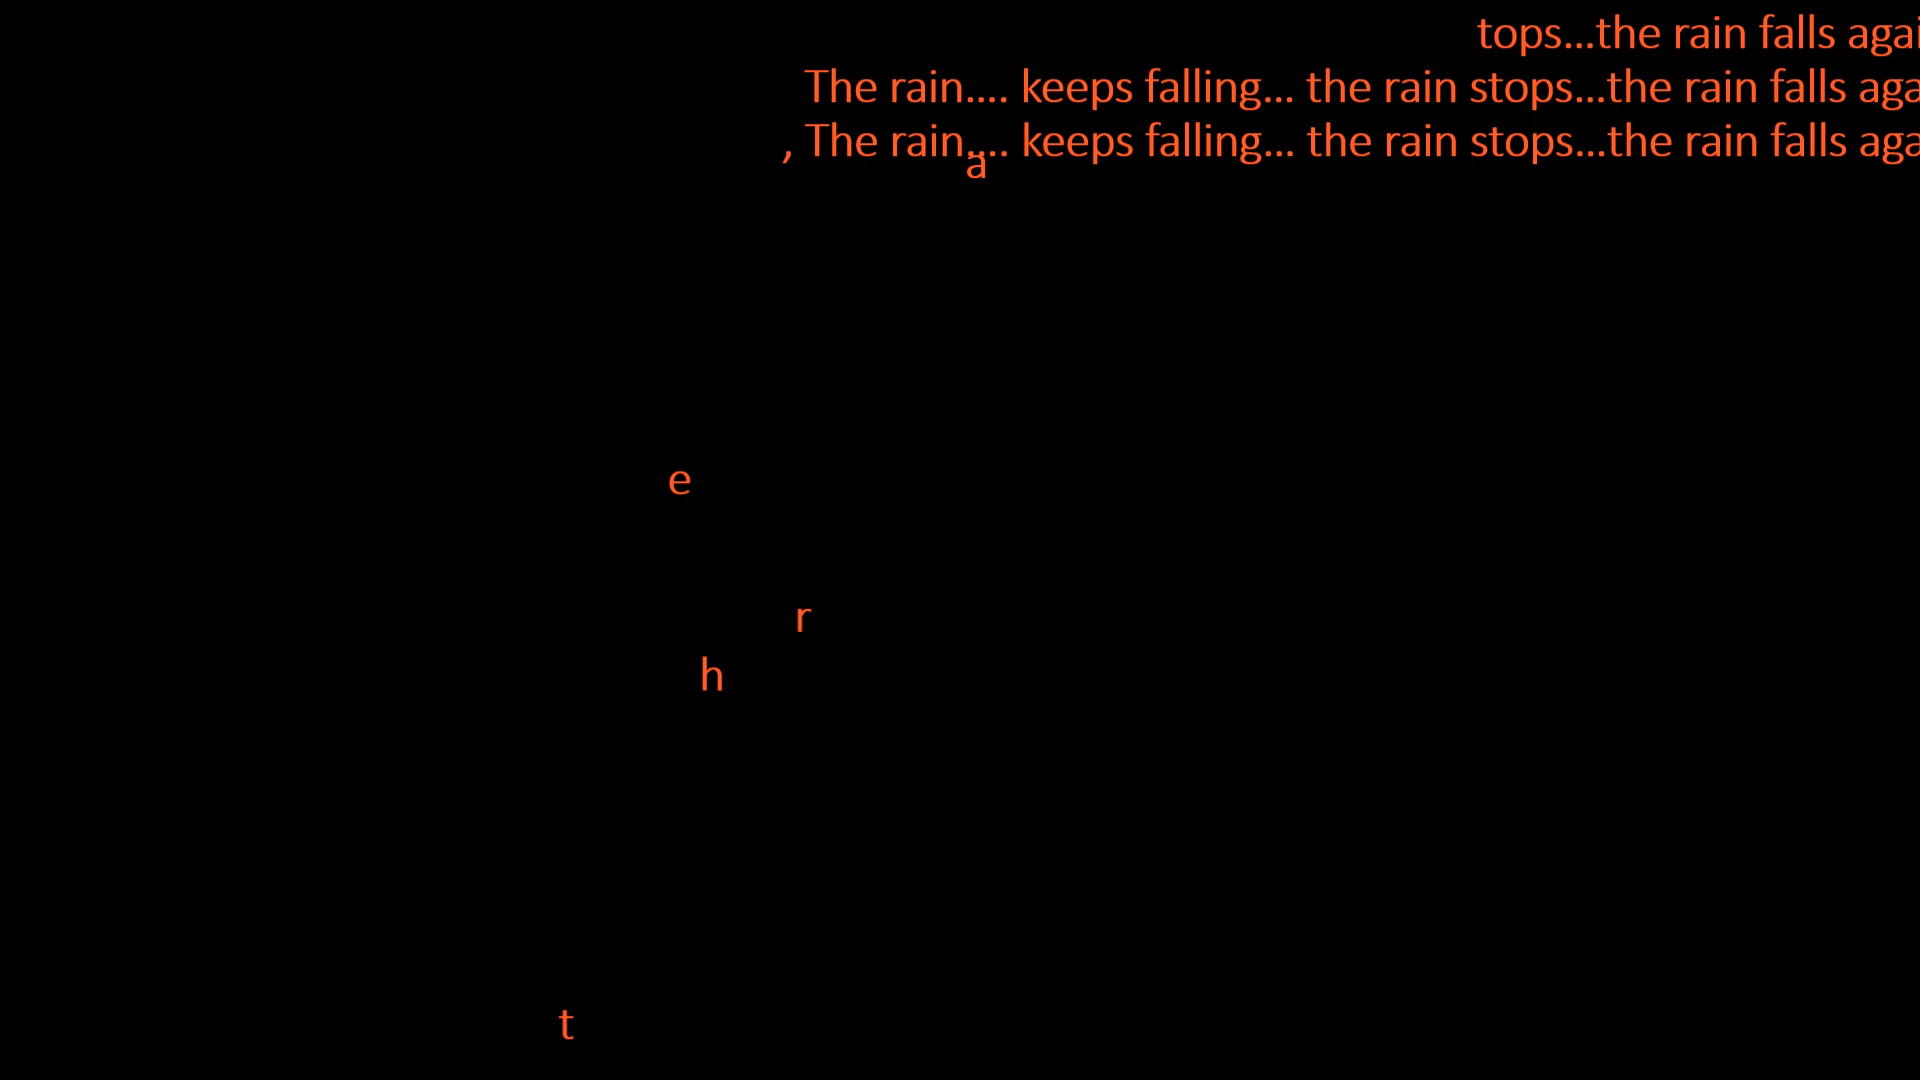 tops...the rain falls agai
The rain.... keeps falling... the rain stops...the rain falls aga
, The rain.... keeps falling... the rain stops...the rain falls aga
a
e
r
h
t